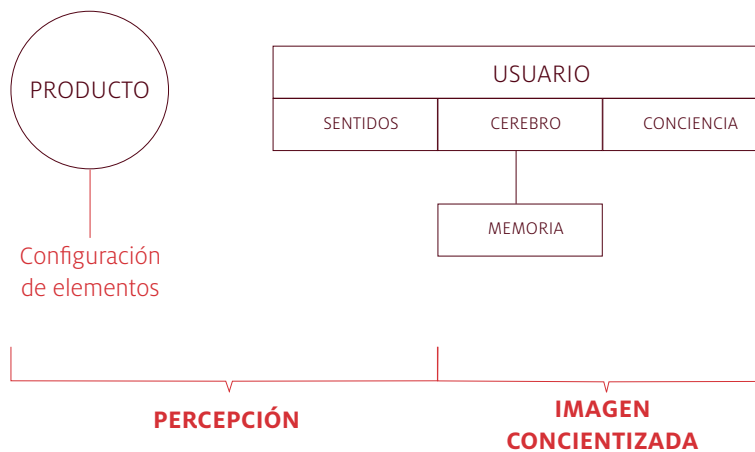 PRODUCTO
USUARIO
SENTIDOS
CEREBRO
CONCIENCIA
MEMORIA
Configuración
de elementos
PERCEPCIÓN
IMAGEN
CONCIENTIZADA